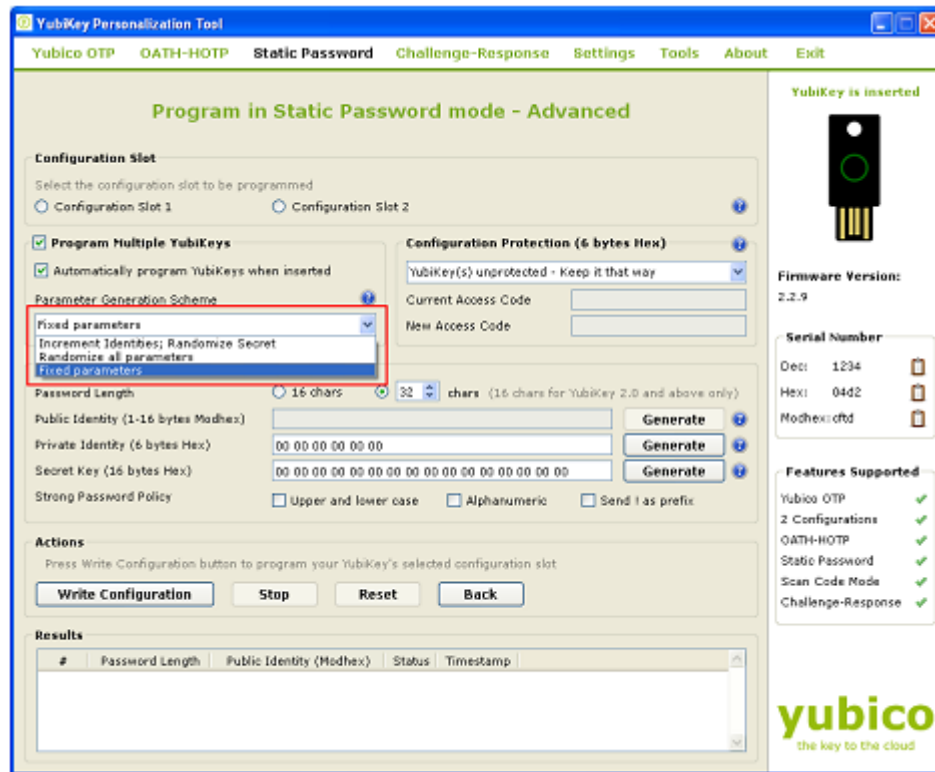 YubiKey Personalization Tool
Yubico OTP OATH-HOTP Static Password Challenge-Response Settings Tools About Exit
Program in Static Password mode - Advanced
Configuration Slot
Select the configuration slot to be programmed
Configuration Slot 1 Configuration Slot 2
Program Multiple YubiKeys
Automatically program YubiKeys when inserted
Parameter Generation Scheme
Fixed parameters
Increment Identities; Randomize Secret
Randomize all parameters
Fixed parameters
Configuration Protection (6 bytes Hex)
YubiKey(s) unprotected - Keep it that way
Current Access Code
New Access Code
Password Length 16 chars 32 chars (16 chars for YubiKey 2.0 and above only)
Public Identity (1-16 bytes Modhex) Generate
Private Identity (6 bytes Hex) 00 00 00 00 00 00 Generate
Secret Key (16 bytes Hex) 00 00 00 00 00 00 00 00 00 00 00 00 00 00 00 00 Generate
Strong Password Policy Upper and lower case Alphanumeric Send ! as prefix
Actions
Press Write Configuration button to program your YubiKey's selected configuration slot
Write Configuration Stop Reset Back
Results
# Password Length Public Identity (Modhex) Status Timestamp
YubiKey is inserted
Firmware Version:
2.2.9
Serial Number
Dec: 1234
Hex: 04d2
Modhex: cftd
Features Supported
Yubico OTP
2 Configurations
OATH-HOTP
Static Password
Scan Code Mode
Challenge-Response
yubico
the key to the cloud